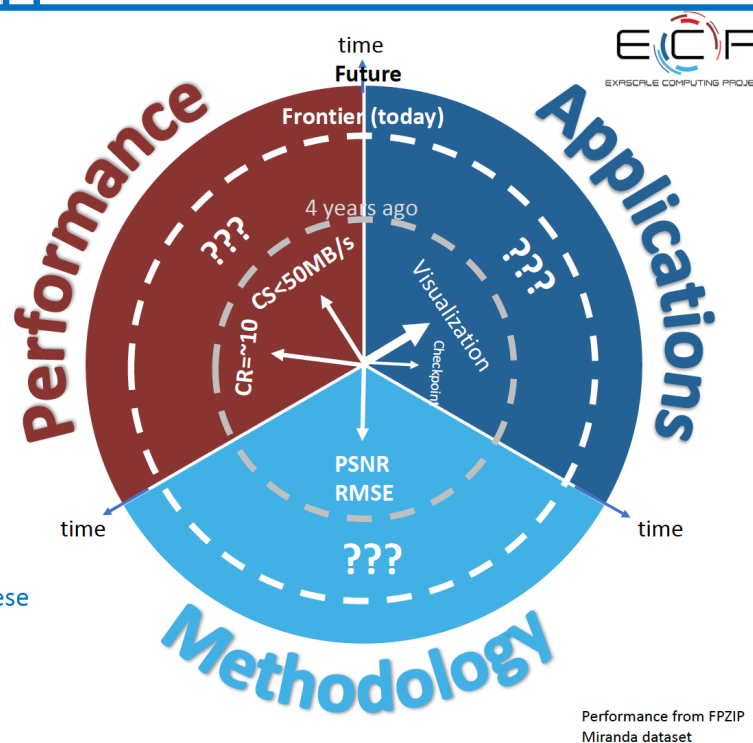 time
Future
ECP
EXASCALE COMPUTING PROJE
Performance
Applications
Frontier (today)
4 years ago
???
???
CS<50MB/s
Visualization
CR=~10
Checkpoint
PSNR
RMSE
time
time
???
ese
Methodology
Performance from FPZIP
Miranda dataset